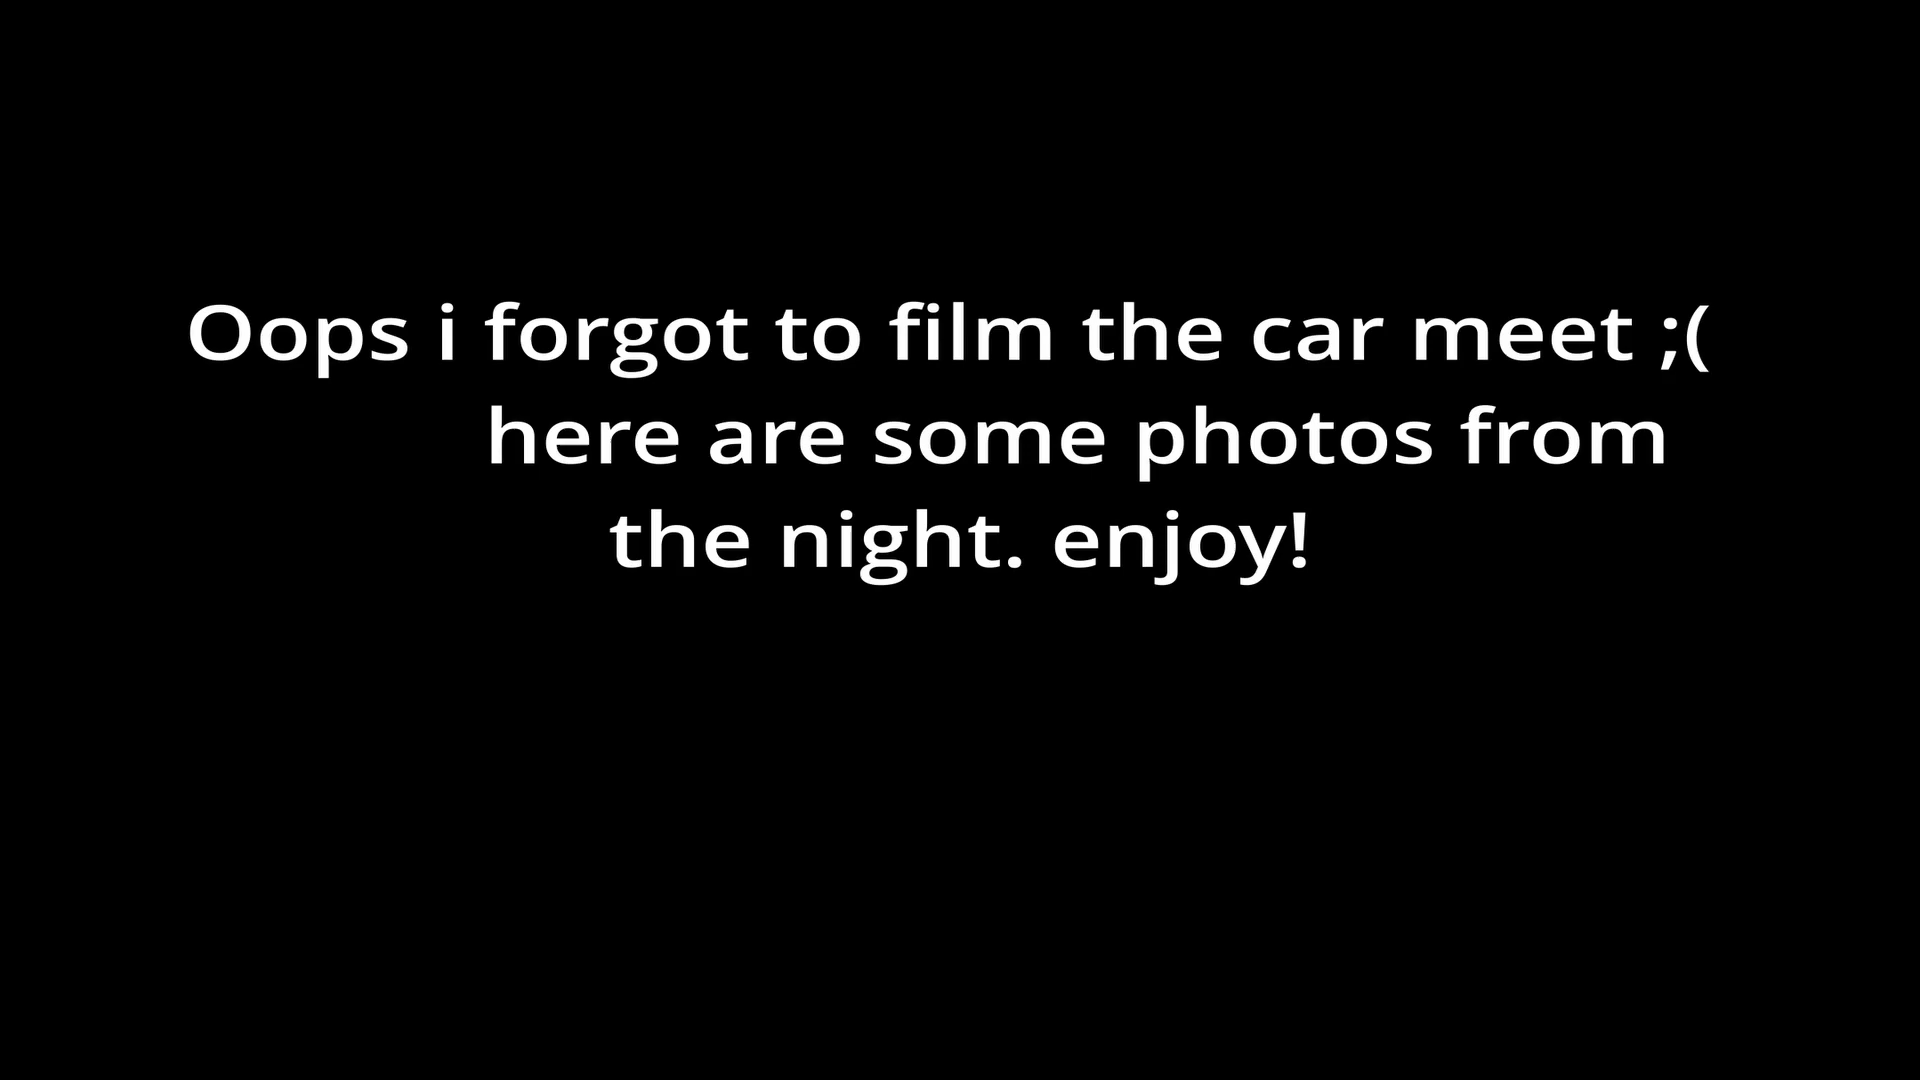 Oops i forgot to film the car meet ;(
here are some photos from
the night. enjoy!